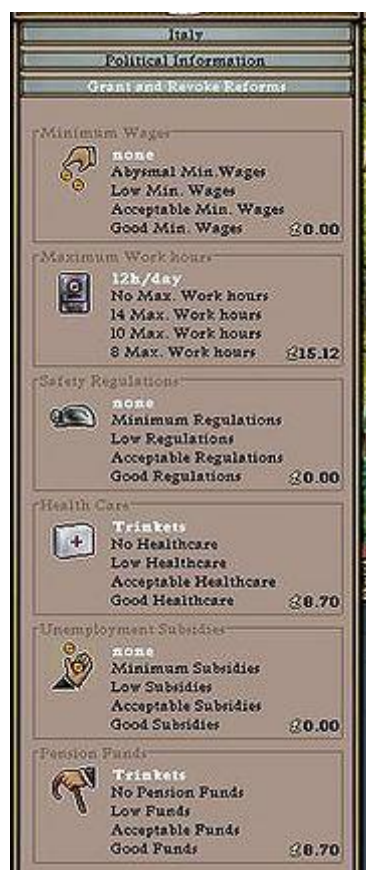 Italy
Political Information
Grant and Revoke Reforms
Minimum Wages
none
Abysmal Min.Wages
Low Min. Wages
Acceptable Min. Wages
Good Min. Wages £0.00
Maximum Work hours
12h/day
No Max. Work hours
14 Max. Work hours
10 Max. Work hours
8 Max. Work hours £15.12
Safety Regulations
none
Minimum Regulations
Low Regulations
Acceptable Regulations
Good Regulations £0.00
Health Care
Trinkets
No Healthcare
Low Healthcare
Acceptable Healthcare
Good Healthcare £8.70
Unemployment Subsidies
none
Minimum Subsidies
Low Subsidies
Acceptable Subsidies
Good Subsidies £0.00
Pension Funds
Trinkets
No Pension Funds
Low Funds
Acceptable Funds
Good Funds £8.70